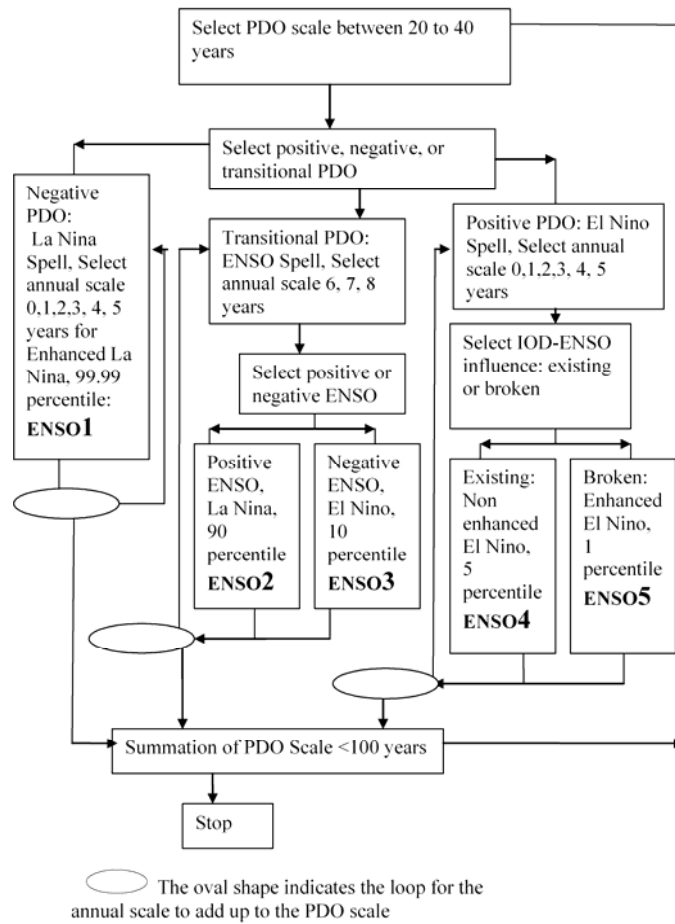 Select PDO scale between 20 to 40
years
Select positive, negative, or
transitional PDO
Negative
PDO:
La Nina
Spell, Select
annual scale
0,1,2,3, 4, 5
years for
Enhanced La
Nina, 99.99
percentile:
ENSO1
Transitional PDO:
ENSO Spell, Select
annual scale 6, 7, 8
years
Positive PDO: El Nino
Spell, Select annual
scale 0,1,2,3, 4, 5
years
Select positive or
negative ENSO
Select IOD-ENSO
influence: existing
or broken
Positive
ENSO,
La Nina,
90
percentile
ENSO2
Negative
ENSO,
El Nino,
10
percentile
ENSO3
Existing:
Non
enhanced
El Nino,
5
percentile
ENSO4
Broken:
Enhanced
El Nino,
1
percentile
ENSO5
Summation of PDO Scale <100 years
Stop
The oval shape indicates the loop for the
annual scale to add up to the PDO scale